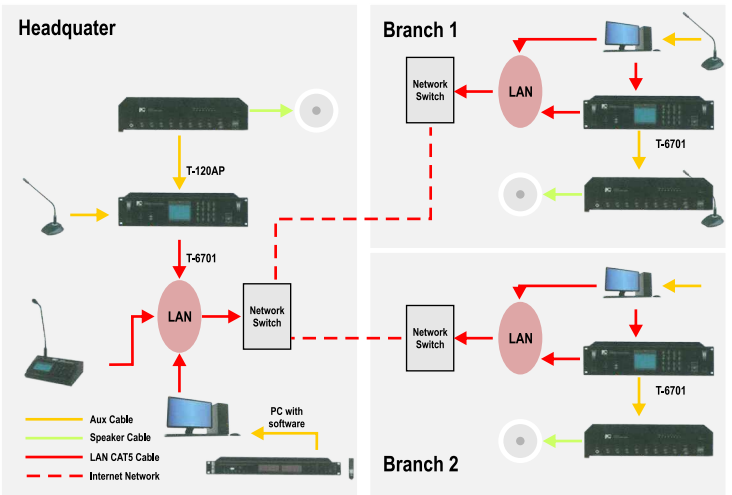 Headquater
T-120AP
T-6701
LAN
Network
Switch
PC with
software
Aux Cable
Speaker Cable
LAN CAT5 Cable
Internet Network
Branch 1
Network
Switch
LAN
T-6701
Network
Switch
LAN
T-6701
Branch 2